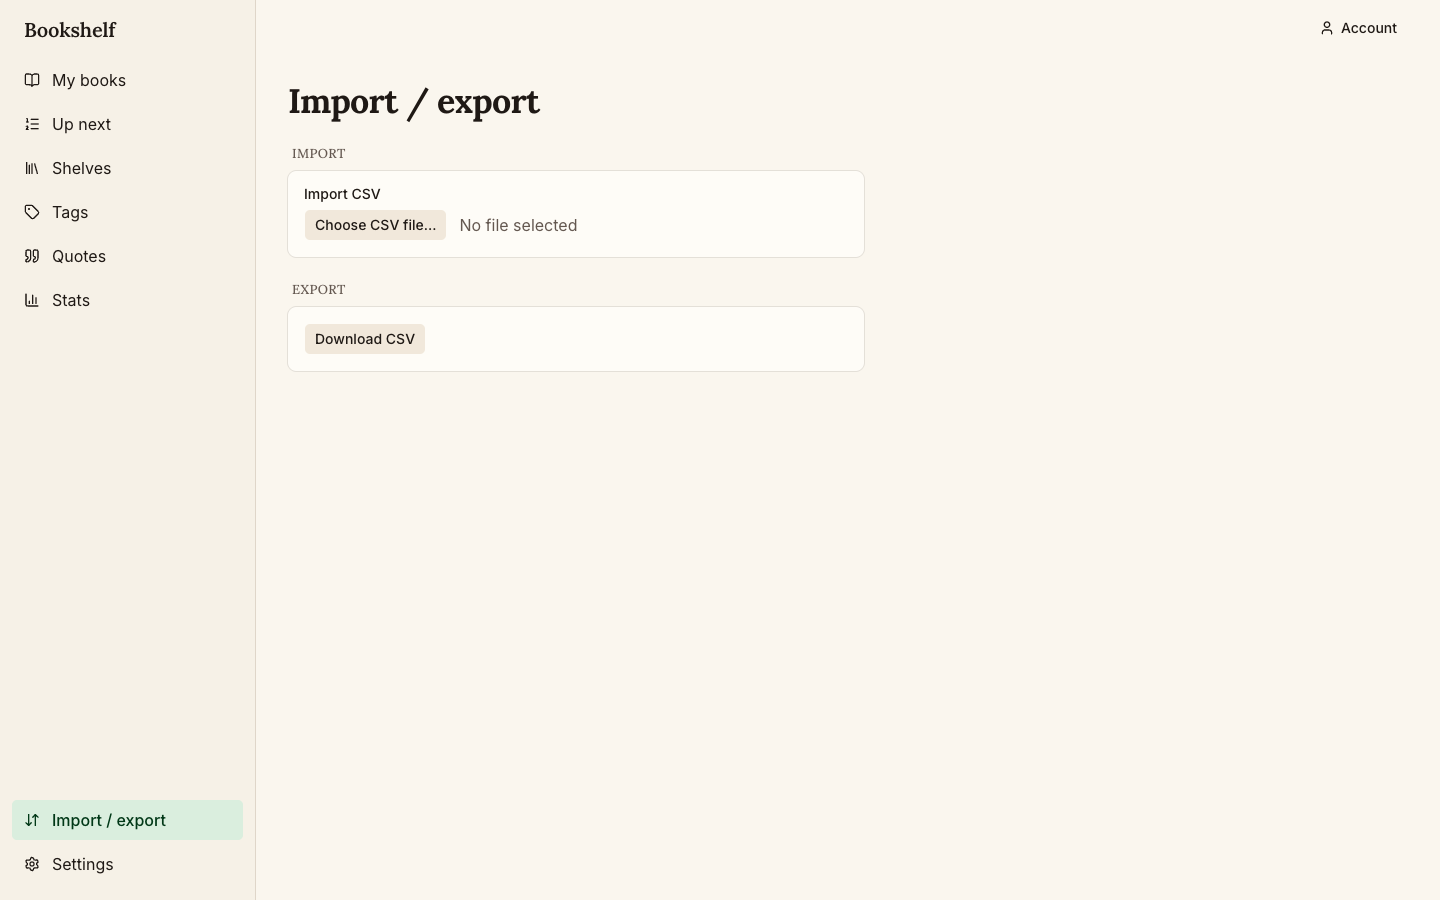 Bookshelf
My books
Up next
Shelves
Tags
Quotes
Stats
Import / export
Settings
Account
Import / export
IMPORT
Import CSV
Choose CSV file...
No file selected
EXPORT
Download CSV